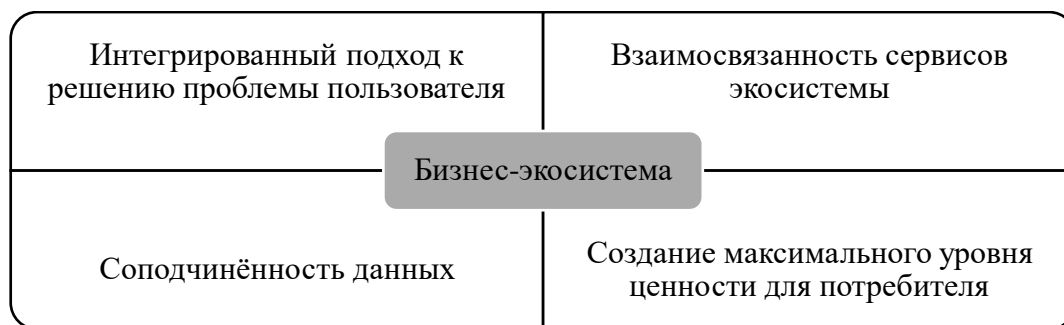 Интегрированный подход к
решению проблемы пользователя
Взаимосвязанность сервисов
экосистемы
Бизнес-экосистема
Соподчинённость данных
Создание максимального уровня
ценности для потребителя